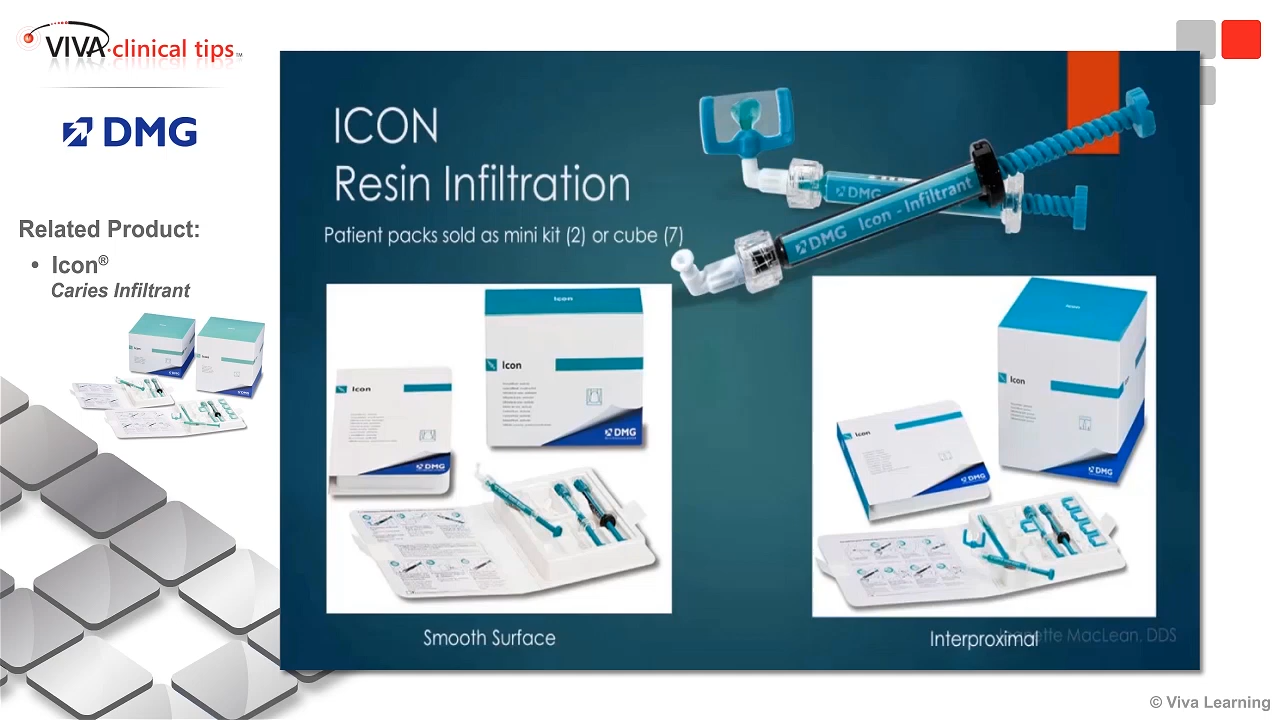 VIVA clinical tips™
DMG
Related Product:
• Icon®
Caries Infiltrant
ICON
Resin Infiltration
Patient packs sold as mini kit (2) or cube (7)
DMG
DMG Icon - Infiltrant
Icon
Icon
Icon
DMG
DMG
Icon
Icon
DMG
DMG
Smooth Surface
Interproximal
MacLean, DDS
© Viva Learning